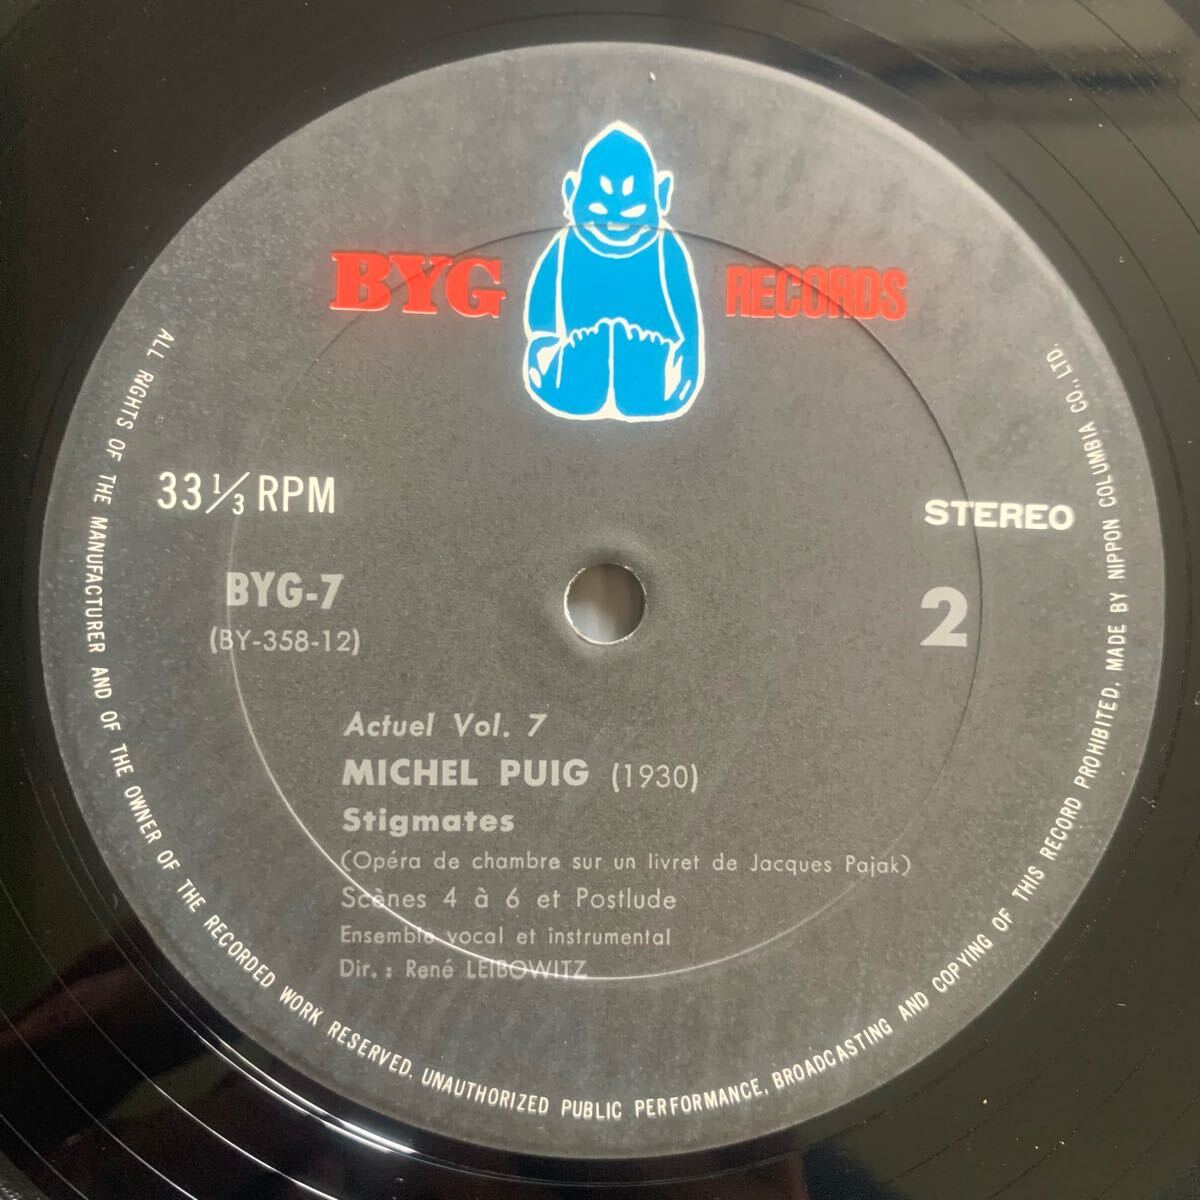 BYG RECORDS
33 1/3 RPM
STEREO
BYG-7
2
(BY-358-12)
Actuel Vol. 7
MICHEL PUIG (1930)
Stigmates
(Opéra de chambre sur un livret de Jacques Pajak)
Scènes 4 à 6 et Postlude
Ensemble vocal et instrumental
Dir. : René LEIBOWITZ
ALL RIGHTS OF THE MANUFACTURER AND OF THE OWNER OF THE RECORDED WORK RESERVED. UNAUTHORIZED PUBLIC PERFORMANCE, BROADCASTING AND COPYING OF THIS RECORD PROHIBITED. MADE BY NIPPON COLUMBIA CO., LTD.